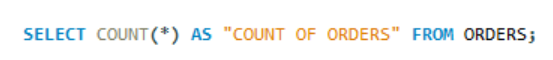 SELECT COUNT(*) AS "COUNT OF ORDERS" FROM ORDERS;